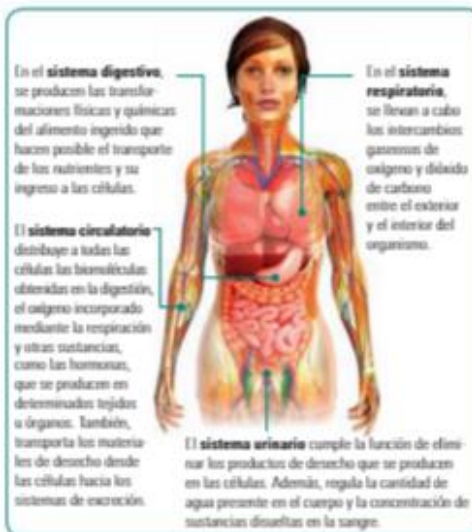 En el sistema digestivo,
se producen las transfor-
maciones físicas y químicas
del alimento ingerido que
hacen posible el transporte
de los nutrientes y su
ingreso a las células.
El sistema circulatorio
distribuye a todas las
células las biomoléculas
obtenidas en la digestión,
el oxígeno incorporado
mediante la respiración
y otras sustancias,
como las hormonas,
que se producen en
determinados tejidos
u órganos. También,
transporta los materia-
les de desecho desde
las células hacia los
sistemas de excreción.
En el sistema
respiratorio,
se llevan a cabo
los intercambios
gaseosos de
oxígeno y dióxido
de carbono
entre el exterior
y el interior del
organismo.
El sistema urinario cumple la función de elimi-
nar los productos de desecho que se producen
en las células. Además, regula la cantidad de
agua presente en el cuerpo y la concentración de
sustancias disueltas en la sangre.